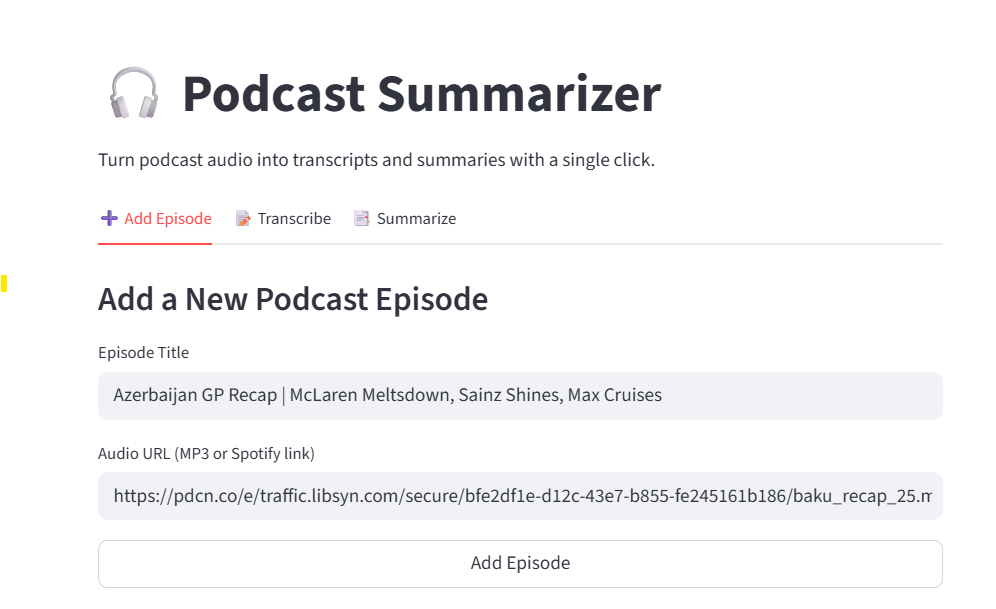 Podcast Summarizer
Turn podcast audio into transcripts and summaries with a single click.
Add Episode Transcribe Summarize
Add a New Podcast Episode
Episode Title
Azerbaijan GP Recap | McLaren Meltsdown, Sainz Shines, Max Cruises
Audio URL (MP3 or Spotify link)
https://pdcn.co/e/traffic.libsyn.com/secure/bfe2df1e-d12c-43e7-b855-fe245161b186/baku_recap_25.m
Add Episode